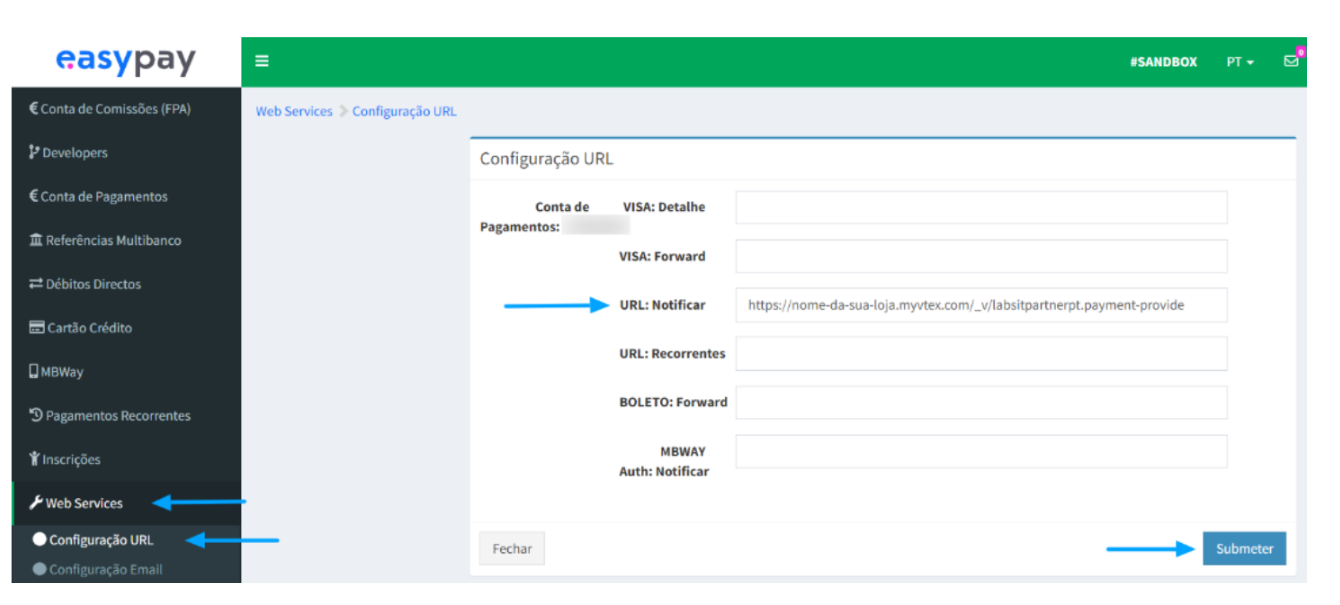 easypay
#SANDBOX PT 0
Conta de Comissões (FPA)
Developers
Conta de Pagamentos
Referências Multibanco
Débitos Directos
Cartão Crédito
MBWay
Pagamentos Recorrentes
Inscrições
Web Services
Configuração URL
Configuração Email
Web Services > Configuração URL
Configuração URL
Conta de
Pagamentos:
VISA: Detalhe
VISA: Forward
URL: Notificar https://nome-da-sua-loja.myvtex.com/_v/labsitpartnerpt.payment-provide
URL: Recorrentes
BOLETO: Forward
MBWAY
Auth: Notificar
Fechar Submeter